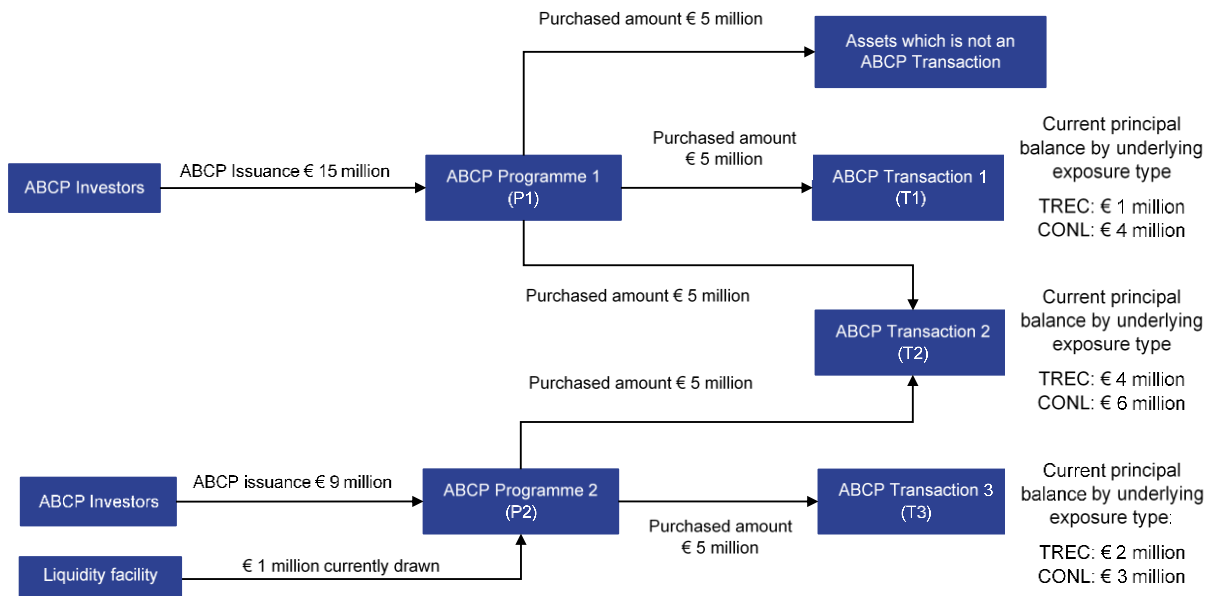 Purchased amount € 5 million
Assets which is not an
ABCP Transaction
ABCP Investors
ABCP Issuance € 15 million
ABCP Programme 1
(P1)
Purchased amount
€ 5 million
ABCP Transaction 1
(T1)
Current principal
balance by underlying
exposure type
TREC: € 1 million
CONL: € 4 million
Purchased amount € 5 million
ABCP Transaction 2
(T2)
Current principal
balance by underlying
exposure type
TREC: € 4 million
CONL: € 6 million
Purchased amount € 5 million
ABCP Investors
ABCP issuance € 9 million
ABCP Programme 2
(P2)
Purchased amount
€ 5 million
ABCP Transaction 3
(T3)
Current principal
balance by underlying
exposure type:
TREC: € 2 million
CONL: € 3 million
Liquidity facility
€ 1 million currently drawn